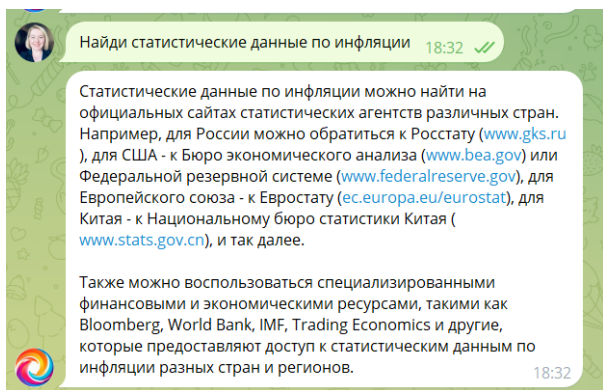 Найди статистические данные по инфляции 18:32
Статистические данные по инфляции можно найти на
официальных сайтах статистических агентств различных стран.
Например, для России можно обратиться к Росстату (www.gks.ru
), для США - к Бюро экономического анализа (www.bea.gov) или
Федеральной резервной системе (www.federalreserve.gov), для
Европейского союза - к Евростату (ec.europa.eu/eurostat), для
Китая - к Национальному бюро статистики Китая (
www.stats.gov.cn), и так далее.
Также можно воспользоваться специализированными
финансовыми и экономическими ресурсами, такими как
Bloomberg, World Bank, IMF, Trading Economics и другие,
которые предоставляют доступ к статистическим данным по
инфляции разных стран и регионов. 18:32